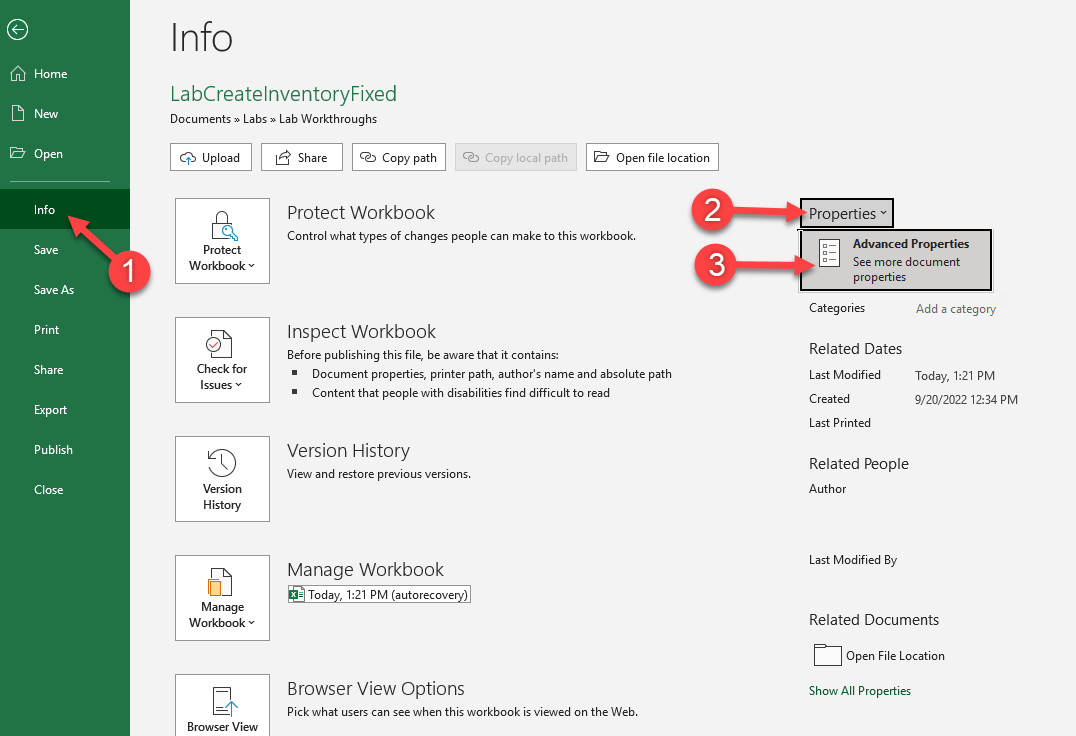 Info
Home
New
Open
Info
Save
Save As
Print
Share
Export
Publish
Close
1
LabCreateInventoryFixed
Documents » Labs » Lab Workthroughs
Upload
Share
Copy path
Copy local path
Open file location
Protect
Workbook
Protect Workbook
Control what types of changes people can make to this workbook.
Check for
Issues
Inspect Workbook
Before publishing this file, be aware that it contains:
Document properties, printer path, author's name and absolute path
Content that people with disabilities find difficult to read
Version
History
Version History
View and restore previous versions.
Manage
Workbook
Manage Workbook
Today, 1:21 PM (autorecovery)
Browser View
Browser View Options
Pick what users can see when this workbook is viewed on the Web.
2
Properties
3
Advanced Properties
See more document
properties
Categories Add a category
Related Dates
Last Modified Today, 1:21 PM
Created 9/20/2022 12:34 PM
Last Printed
Related People
Author
Last Modified By
Related Documents
Open File Location
Show All Properties